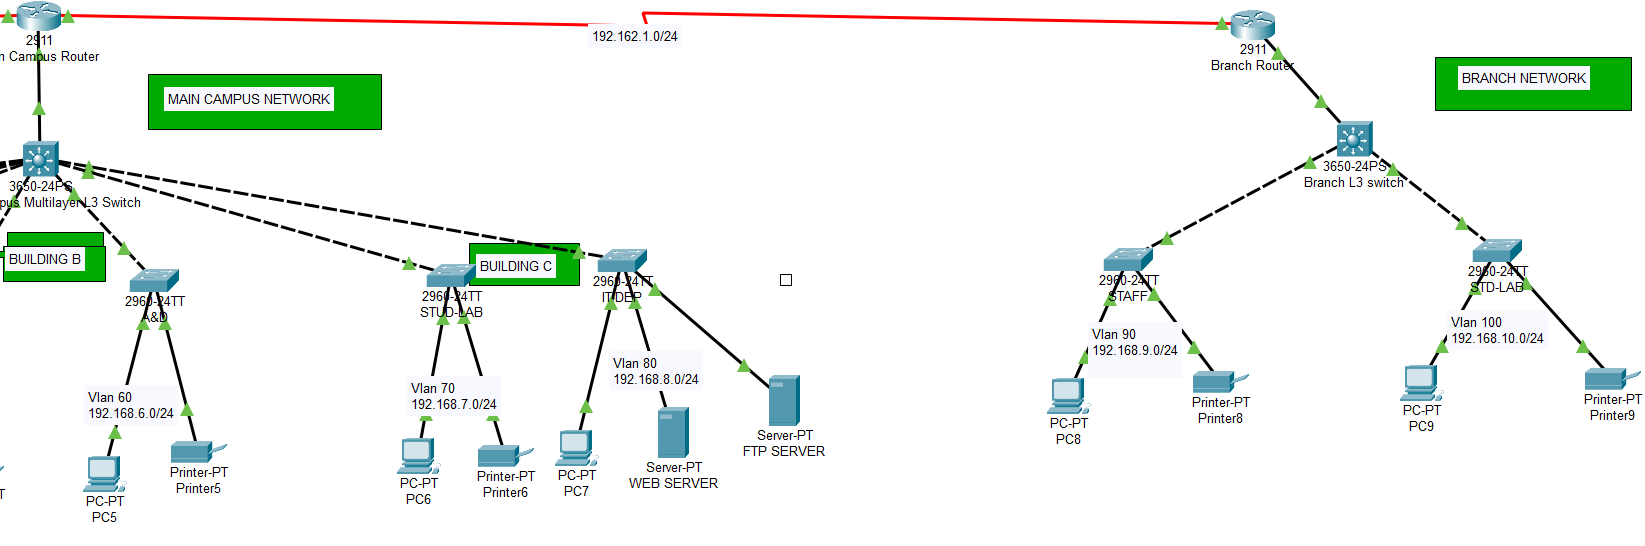 192.162.1.0/24
2911
n Campus Router
2911
Branch Router
MAIN CAMPUS NETWORK
BRANCH NETWORK
3650-24PS
pus Multilayer L3 Switch
3650-24PS
Branch L3 switch
BUILDING B
BUILDING C
2960-24TT
A&D
2960-24TT
STUD-LAB
2960-24TT
ITDEP
2960-24TT
STAFF
2960-24TT
STD-LAB
Vlan 60
192.168.6.0/24
Vlan 70
192.168.7.0/24
Vlan 80
192.168.8.0/24
Vlan 90
192.168.9.0/24
Vlan 100
192.168.10.0/24
T
PC-PT
PC5
Printer-PT
Printer5
PC-PT
PC6
Printer-PT
Printer6
PC-PT
PC7
Server-PT
WEB SERVER
Server-PT
FTP SERVER
PC-PT
PC8
Printer-PT
Printer8
PC-PT
PC9
Printer-PT
Printer9